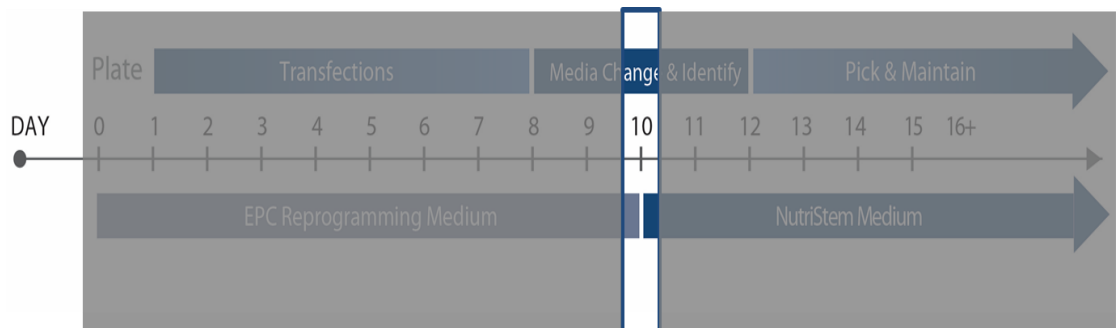 Plate Transfections Media Change & Identify Pick & Maintain
DAY 0 1 2 3 4 5 6 7 8 9 10 11 12 13 14 15 16+
EPC Reprogramming Medium NutriStem Medium